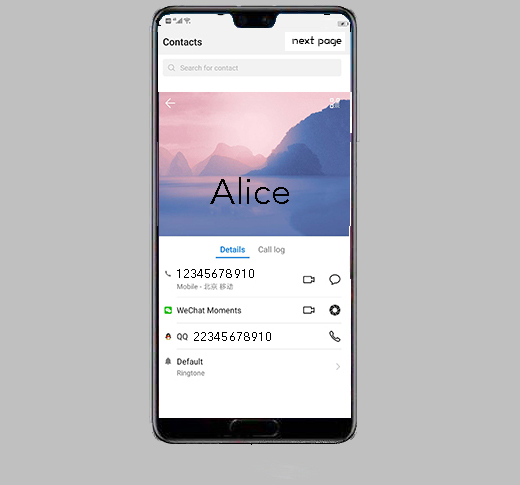 Contacts
next page
Search for contact
Alice
Details Call log
12345678910
Mobile - 北京 移动
WeChat Moments
QQ 22345678910
Default
Ringtone